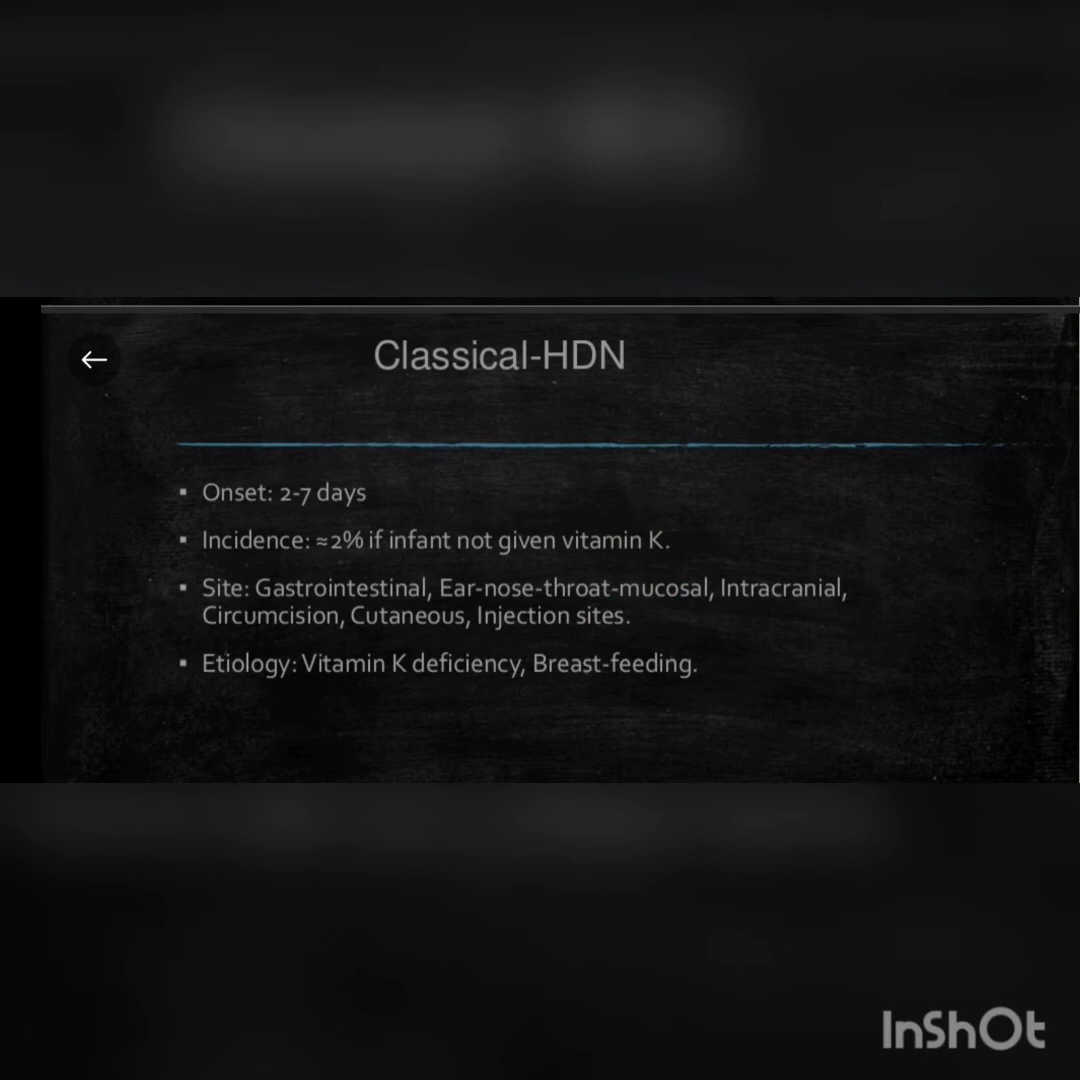 Classical-HDN
▪ Onset: 2-7 days
▪ Incidence: ≈2% if infant not given vitamin K.
▪ Site: Gastrointestinal, Ear-nose-throat-mucosal, Intracranial,
Circumcision, Cutaneous, Injection sites.
▪ Etiology: Vitamin K deficiency, Breast-feeding.
InShOt